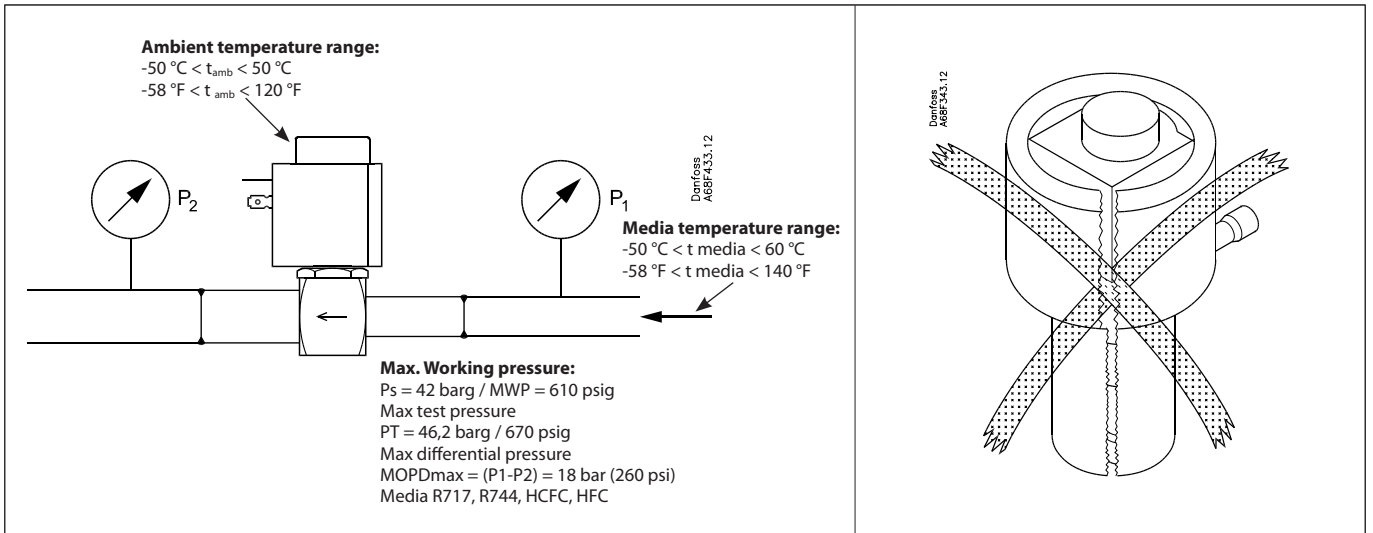 Ambient temperature range:
-50 °C < tamb < 50 °C
-58 °F < t amb < 120 °F
P2
P1
Danfoss
A68F433.12
Media temperature range:
-50 °C < t media < 60 °C
-58 °F < t media < 140 °F
Max. Working pressure:
Ps = 42 barg / MWP = 610 psig
Max test pressure
PT = 46,2 barg / 670 psig
Max differential pressure
MOPDmax = (P1-P2) = 18 bar (260 psi)
Media R717, R744, HCFC, HFC
Danfoss
A68F343.12